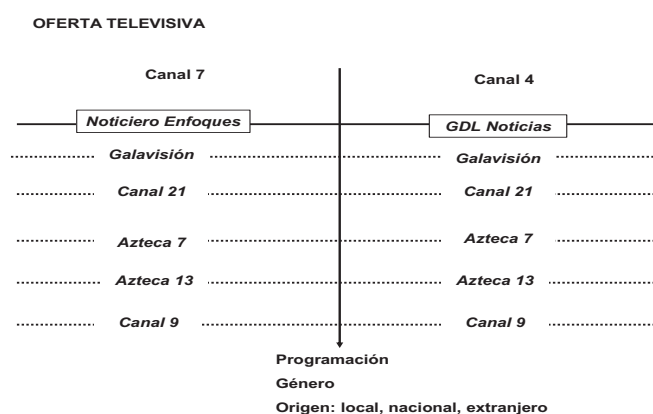 OFERTA TELEVISIVA
Canal 7
Canal 4
Noticiero Enfoques
GDL Noticias
Galavisión
Galavisión
Canal 21
Canal 21
Azteca 7
Azteca 7
Azteca 13
Azteca 13
Canal 9
Canal 9
Programación
Género
Origen: local, nacional, extranjero